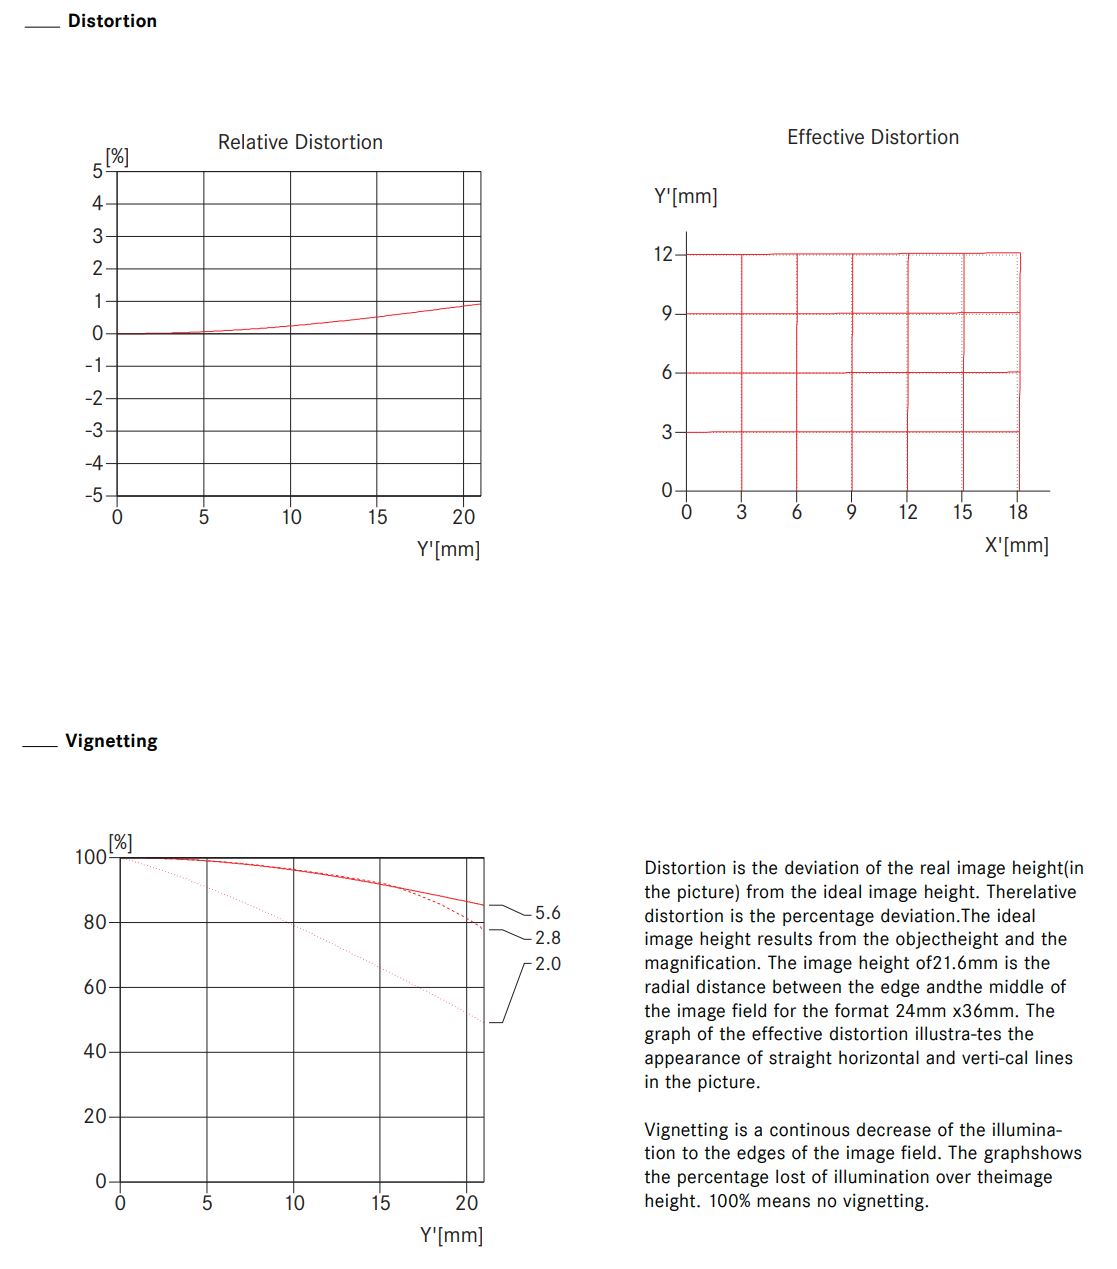 Distortion
Relative Distortion
[%]
5
4
3
2
1
0
-1
-2
-3
-4
-5
0 5 10 15 20
Y'[mm]
Effective Distortion
Y'[mm]
12
9
6
3
0
0 3 6 9 12 15 18
X'[mm]
Vignetting
[%]
100
80
60
40
20
0
0 5 10 15 20
Y'[mm]
5.6
2.8
2.0
Distortion is the deviation of the real image height(in
the picture) from the ideal image height. Therelative
distortion is the percentage deviation.The ideal
image height results from the objectheight and the
magnification. The image height of21.6mm is the
radial distance between the edge andthe middle of
the image field for the format 24mm x36mm. The
graph of the effective distortion illustra-tes the
appearance of straight horizontal and verti-cal lines
in the picture.
Vignetting is a continous decrease of the illumina-
tion to the edges of the image field. The graphshows
the percentage lost of illumination over theimage
height. 100% means no vignetting.